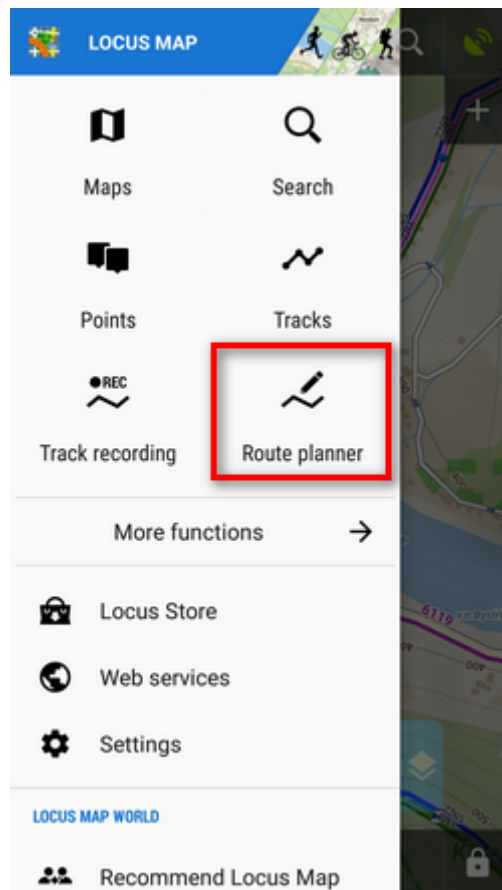 LOCUS MAP
Maps
Search
Points
Tracks
REC
Track recording
Route planner
More functions
Locus Store
Web services
Settings
LOCUS MAP WORLD
Recommend Locus Map
6119